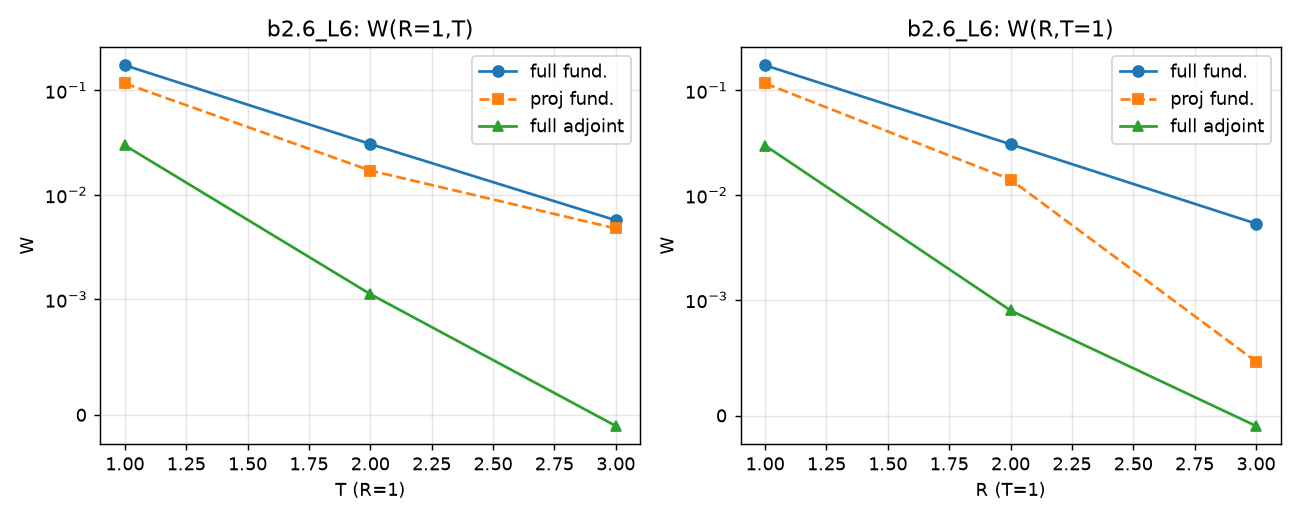 b2.6_L6: W(R=1,T)
full fund.
proj fund.
full adjoint
10⁻¹
10⁻²
10⁻³
0
W
1.00 1.25 1.50 1.75 2.00 2.25 2.50 2.75 3.00
T (R=1)
b2.6_L6: W(R,T=1)
full fund.
proj fund.
full adjoint
10⁻¹
10⁻²
10⁻³
0
W
1.00 1.25 1.50 1.75 2.00 2.25 2.50 2.75 3.00
R (T=1)